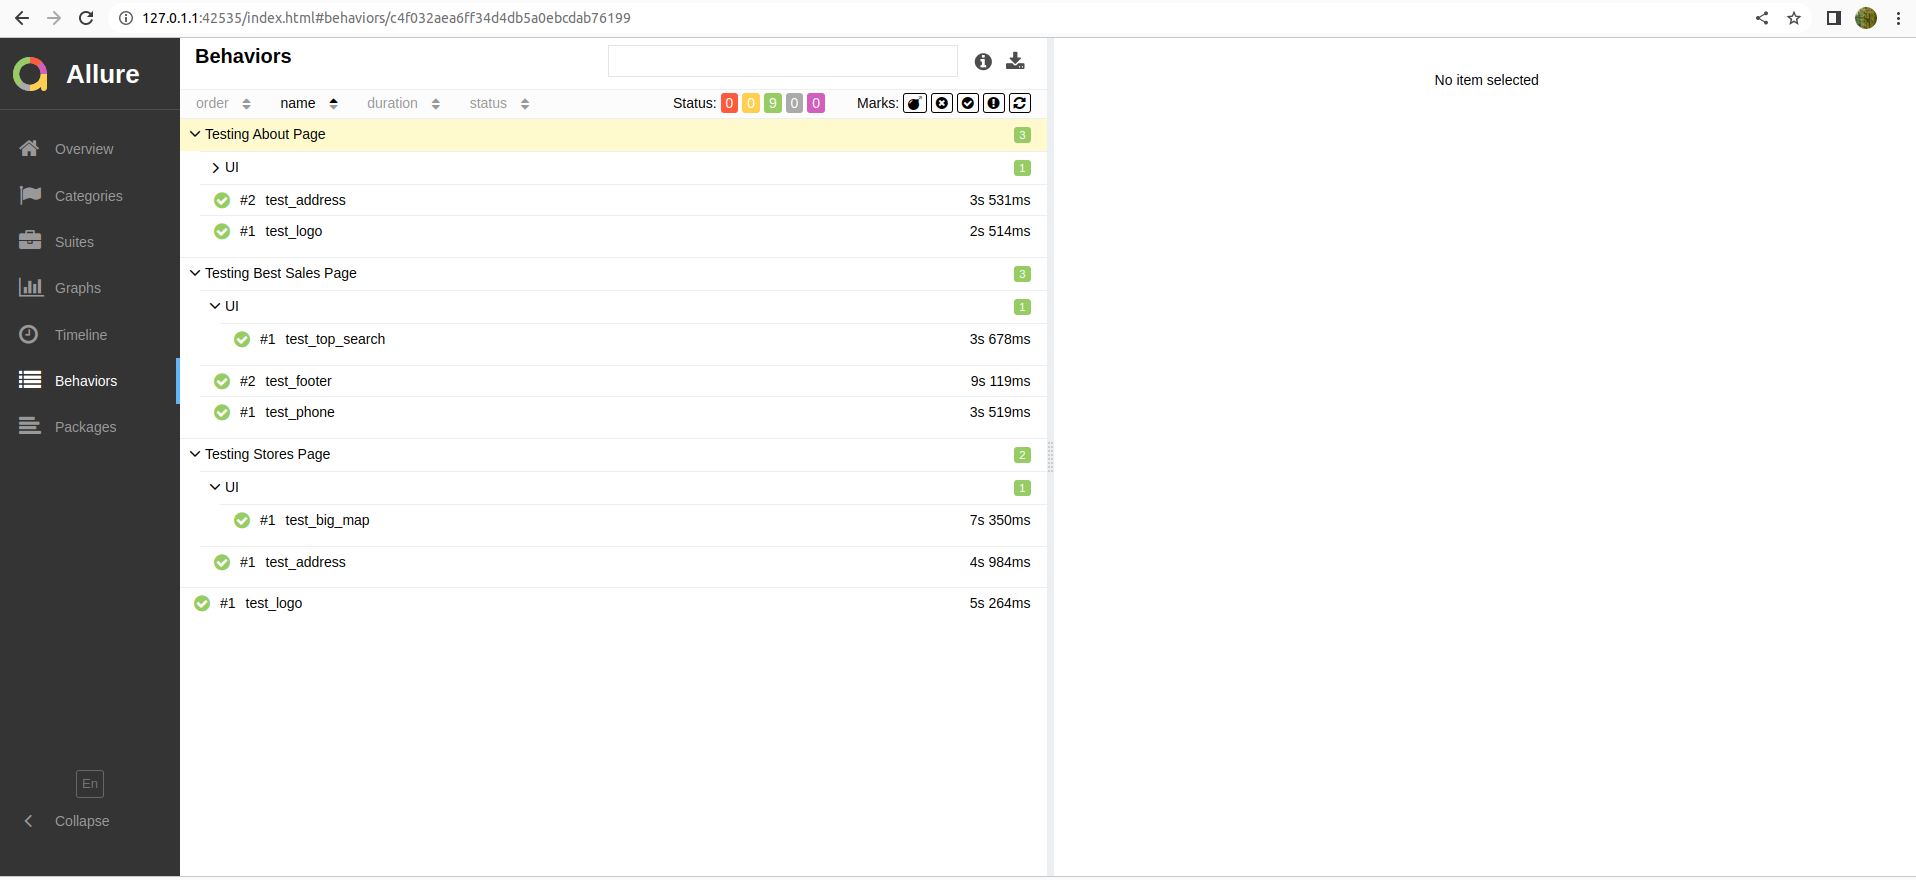 127.0.1.1:42535/index.html#behaviors/c4f032aea6ff34d4db5a0ebcdab76199
Allure
Overview
Categories
Suites
Graphs
Timeline
Behaviors
Packages
En
Collapse
Behaviors
order name duration status Status: 0 0 9 0 0 Marks:
Testing About Page 3
UI 1
#2 test_address 3s 531ms
#1 test_logo 2s 514ms
Testing Best Sales Page 3
UI 1
#1 test_top_search 3s 678ms
#2 test_footer 9s 119ms
#1 test_phone 3s 519ms
Testing Stores Page 2
UI 1
#1 test_big_map 7s 350ms
#1 test_address 4s 984ms
#1 test_logo 5s 264ms
No item selected